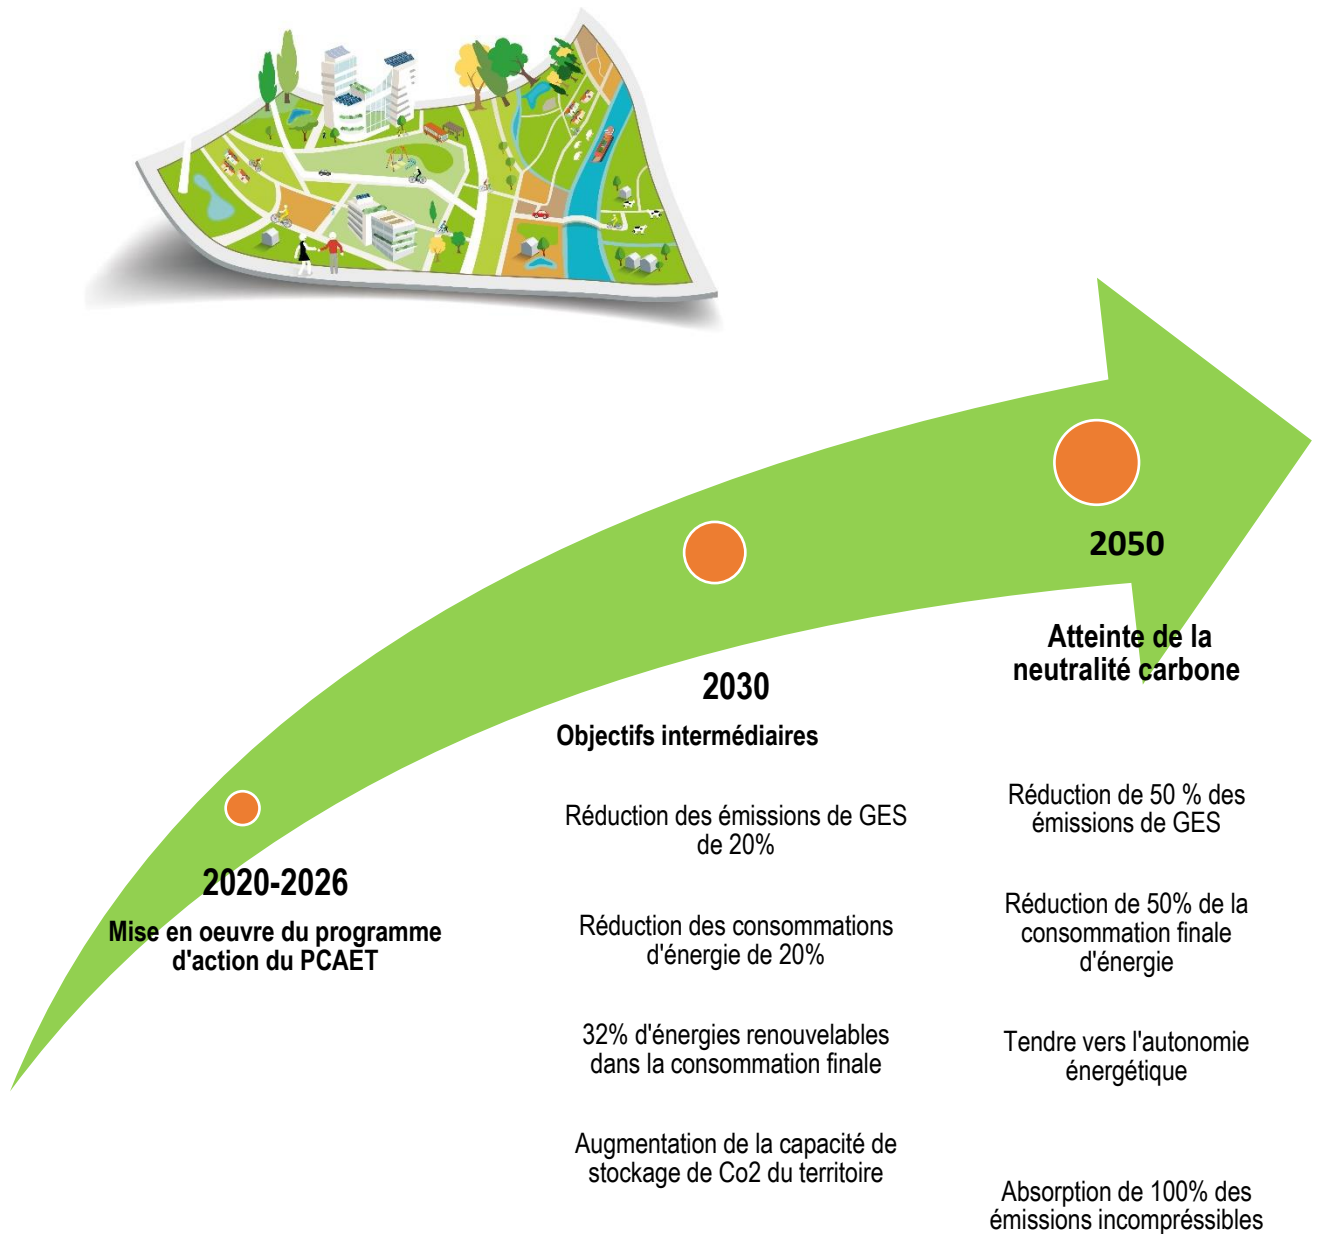 2020-2026
Mise en oeuvre du programme
d'action du PCAET
2030
Objectifs intermédiaires
Réduction des émissions de GES
de 20%
Réduction des consommations
d'énergie de 20%
32% d'énergies renouvelables
dans la consommation finale
Augmentation de la capacité de
stockage de Co2 du territoire
2050
Atteinte de la
neutralité carbone
Réduction de 50 % des
émissions de GES
Réduction de 50% de la
consommation finale
d'énergie
Tendre vers l'autonomie
énergétique
Absorption de 100% des
émissions incompréssibles